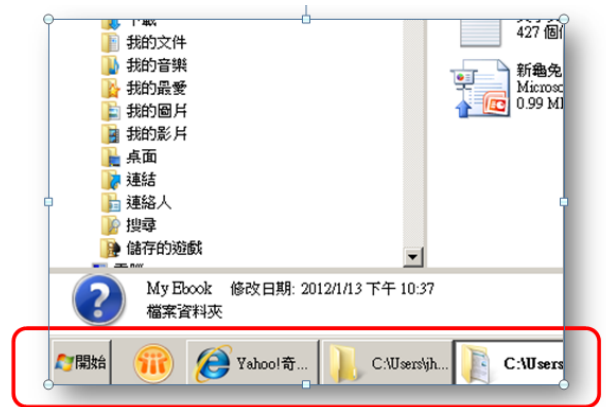 下載
我的文件
我的音樂
我的最愛
我的圖片
我的影片
桌面
連結
連絡人
搜尋
儲存的遊戲
電腦
427 個
新龜兔
Microso
0.99 MI
My Ebook 修改日期: 2012/1/13 下午 10:37
檔案資料夾
開始
Yahoo!奇...
C:\Users\jh...
C:\Users